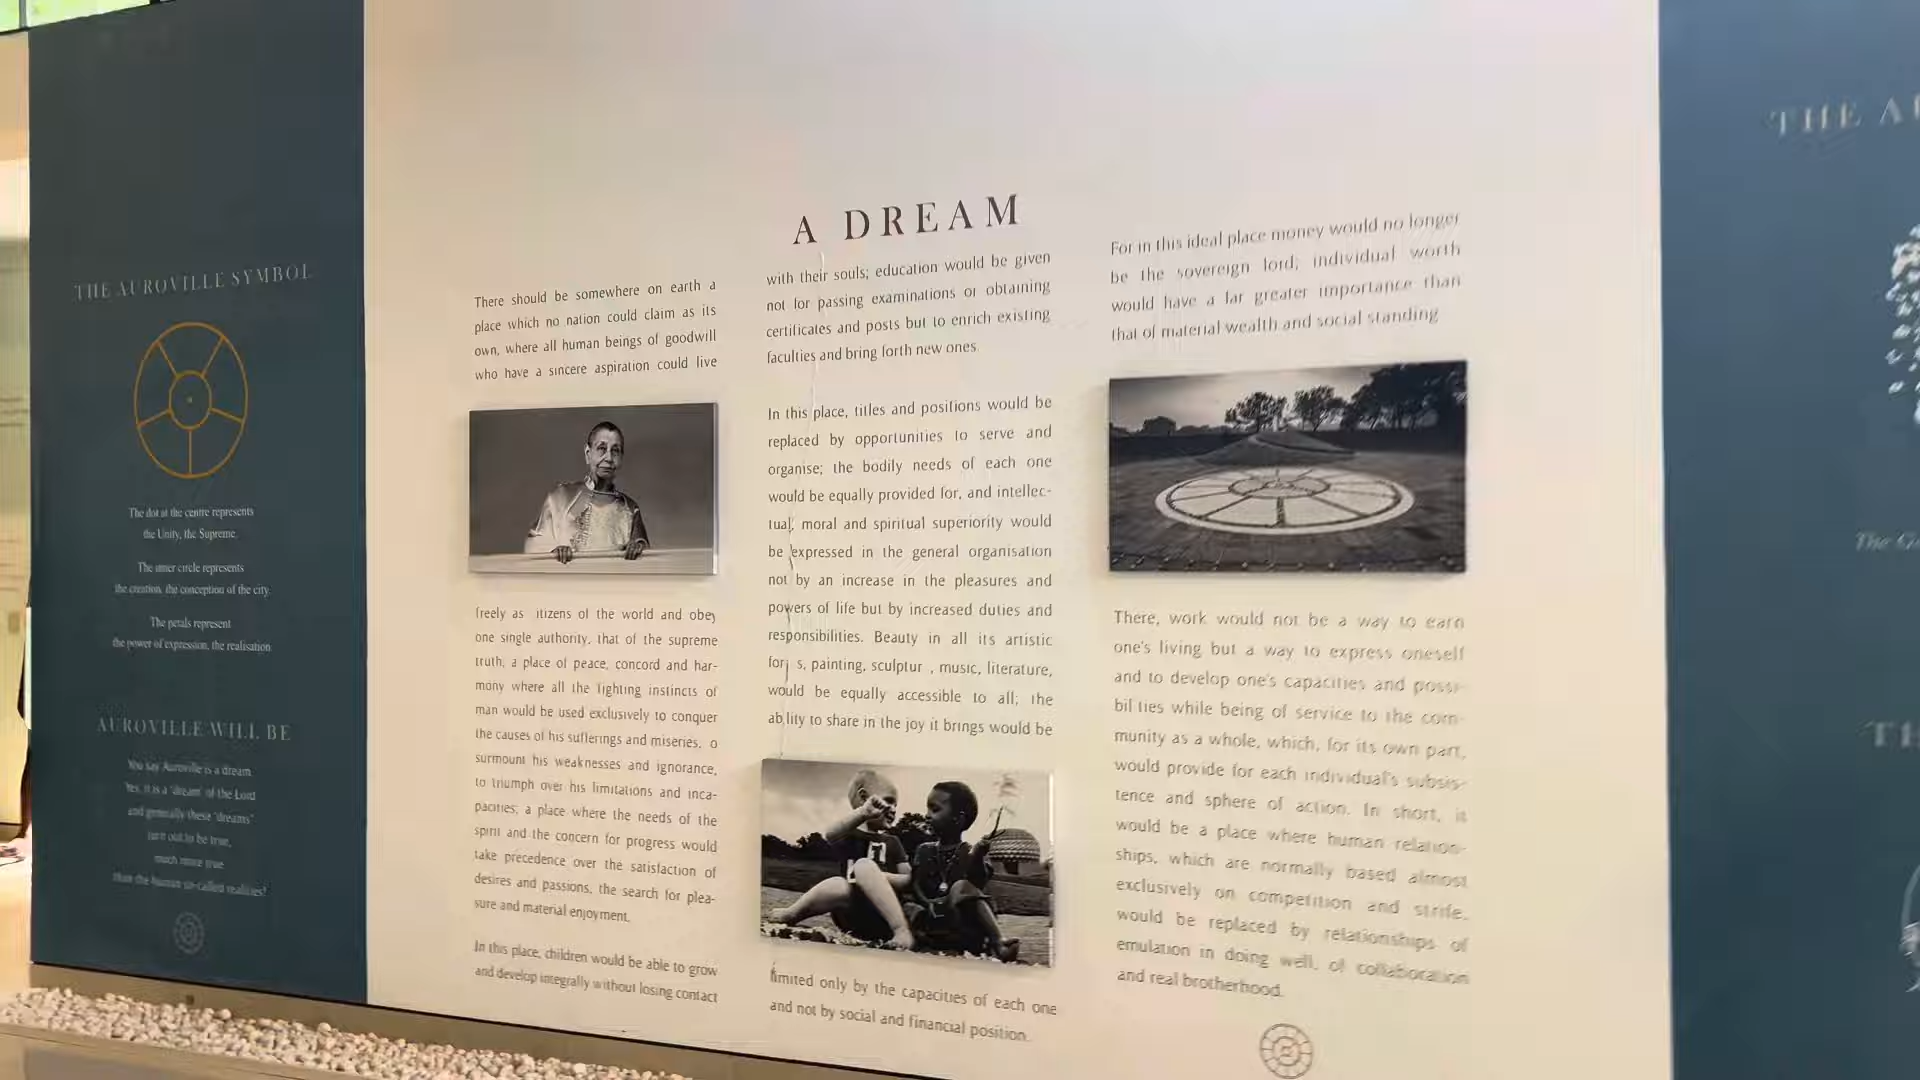 THE AUROVILLE SYMBOL
The dot at the centre represents
the Unity, the Supreme.
The inner circle represents
the creation, the conception of the city.
The petals represent
the power of expression, the realisation.
AUROVILLE WILL BE
You say Auroville is a dream.
Yes, it is a 'dream' of the Lord
and generally these "dreams"
turn out to be true,
much more true
than the human so-called realities!
A DREAM
There should be somewhere on earth a
place which no nation could claim as its
own, where all human beings of goodwill
who have a sincere aspiration could live
freely as itizens of the world and obey
one single authority, that of the supreme
truth, a place of peace, concord and har-
mony where all the fighting instincts of
man would be used exclusively to conquer
the causes of his sufferings and miseries, o
surmount his weaknesses and ignorance,
to triumph over his limitations and inca-
pacities; a place where the needs of the
spirit and the concern for progress would
take precedence over the satisfaction of
desires and passions, the search for plea-
sure and material enjoyment.
In this place, children would be able to grow
and develop integrally without losing contact
with their souls; education would be given
not for passing examinations or obtaining
certificates and posts but to enrich existing
faculties and bring forth new ones.
In this place, titles and positions would be
replaced by opportunities to serve and
organise; the bodily needs of each one
would be equally provided for, and intellec-
tual, moral and spiritual superiority would
be expressed in the general organisation
not by an increase in the pleasures and
powers of life but by increased duties and
responsibilities. Beauty in all its artistic
for s, painting, sculptur , music, literature,
would be equally accessible to all; the
ab lity to share in the joy it brings would be
limited only by the capacities of each one
and not by social and financial position.
For in this ideal place money would no longer
be the sovereign lord; individual worth
would have a far greater importance than
that of material wealth and social standing
There, work would not be a way to earn
one's living but a way to express oneself
and to develop one's capacities and possi-
bil ties while being of service to the com-
munity as a whole, which, for its own part,
would provide for each individual's subsis-
tence and sphere of action. In short, it
would be a place where human relation-
ships, which are normally based almost
exclusively on competition and strife,
would be replaced by relationships of
emulation in doing well, of collaboration
and real brotherhood.
THE
The